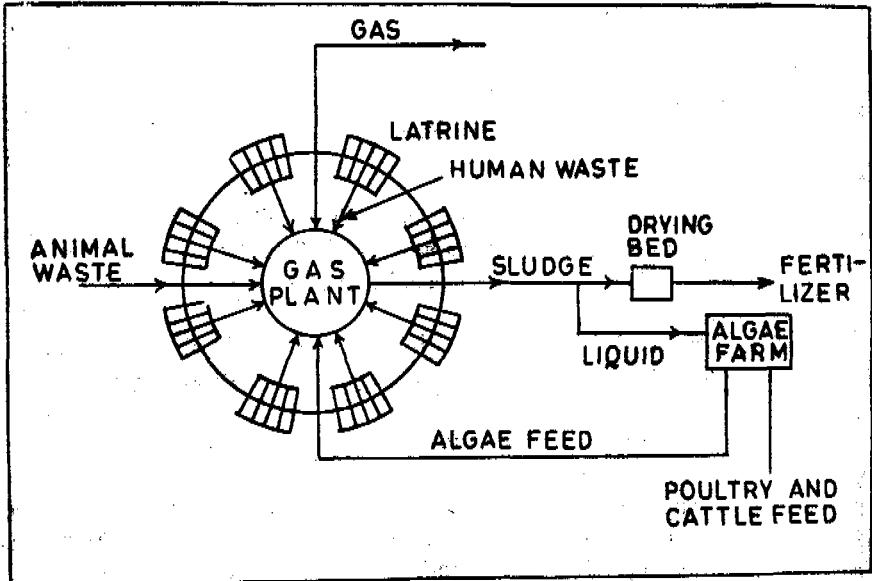 GAS
LATRINE
HUMAN WASTE
ANIMAL
WASTE
GAS
PLANT
SLUDGE
DRYING
BED
FERTI-
LIZER
LIQUID
ALGAE
FARM
ALGAE FEED
POULTRY AND
CATTLE FEED